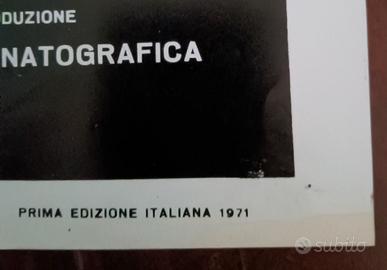 DUZIONE
NATOGRAFICA
PRIMA EDIZIONE ITALIANA 1971
subito